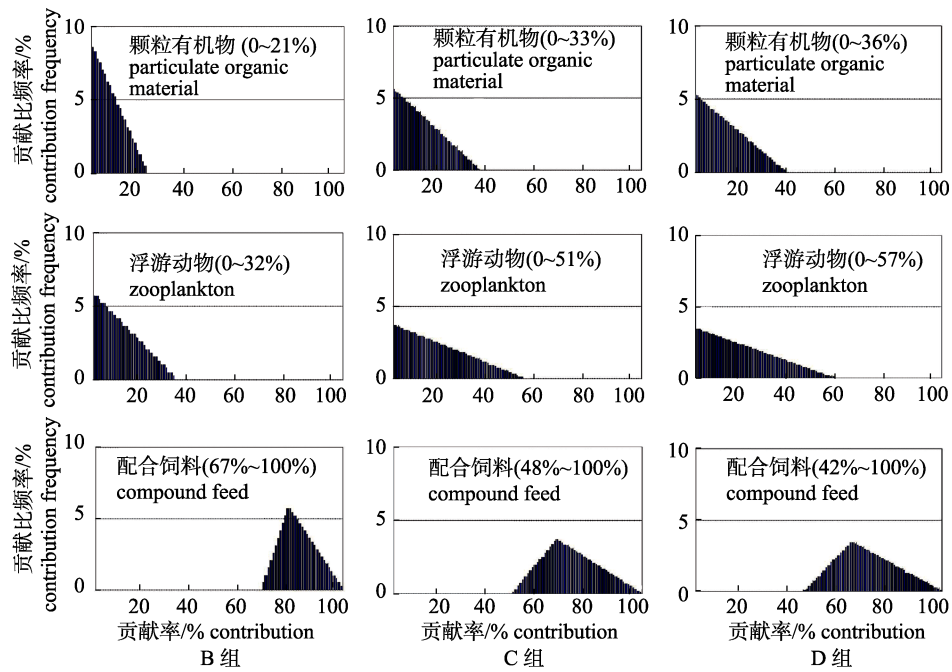 贡献比频率/%
contribution frequency
10
5
0
颗粒有机物 (0~21%)
particulate organic
material
20 40 60 80 100
10
5
0
颗粒有机物(0~33%)
particulate organic
material
20 40 60 80 100
10
5
0
颗粒有机物(0~36%)
particulate organic
material
20 40 60 80 100
贡献比频率/%
contribution frequency
10
5
0
浮游动物(0~32%)
zooplankton
20 40 60 80 100
10
5
0
浮游动物(0~51%)
zooplankton
20 40 60 80 100
10
5
0
浮游动物(0~57%)
zooplankton
20 40 60 80 100
贡献比频率/%
contribution frequency
10
5
0
配合饲料(67%~100%)
compound feed
20 40 60 80 100
贡献率/% contribution
B 组
10
5
0
配合饲料(48%~100%)
compound feed
20 40 60 80 100
贡献率/% contribution
C 组
10
5
0
配合饲料(42%~100%)
compound feed
20 40 60 80 100
贡献率/% contribution
D 组